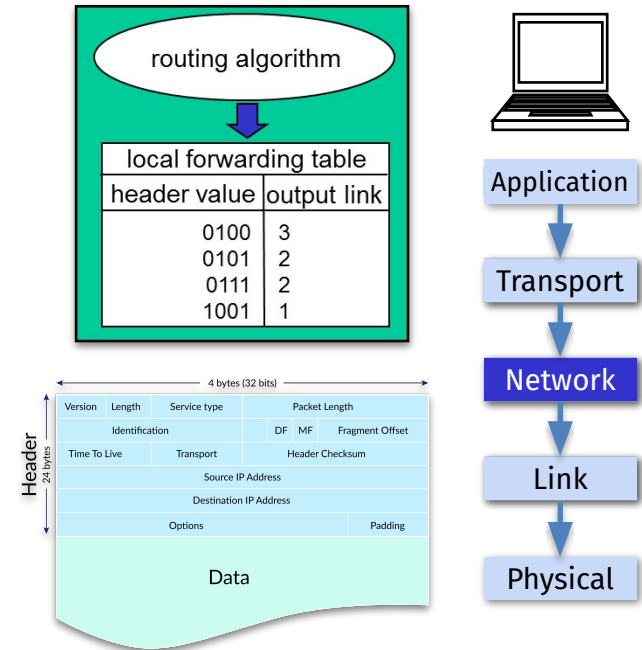 routing algorithm
local forwarding table
header value output link
0100 3
0101 2
0111 2
1001 1
Application
Transport
Network
Link
Physical
4 bytes (32 bits)
Header
24 bytes
Version Length Service type Packet Length
Identification DF MF Fragment Offset
Time To Live Transport Header Checksum
Source IP Address
Destination IP Address
Options Padding
Data